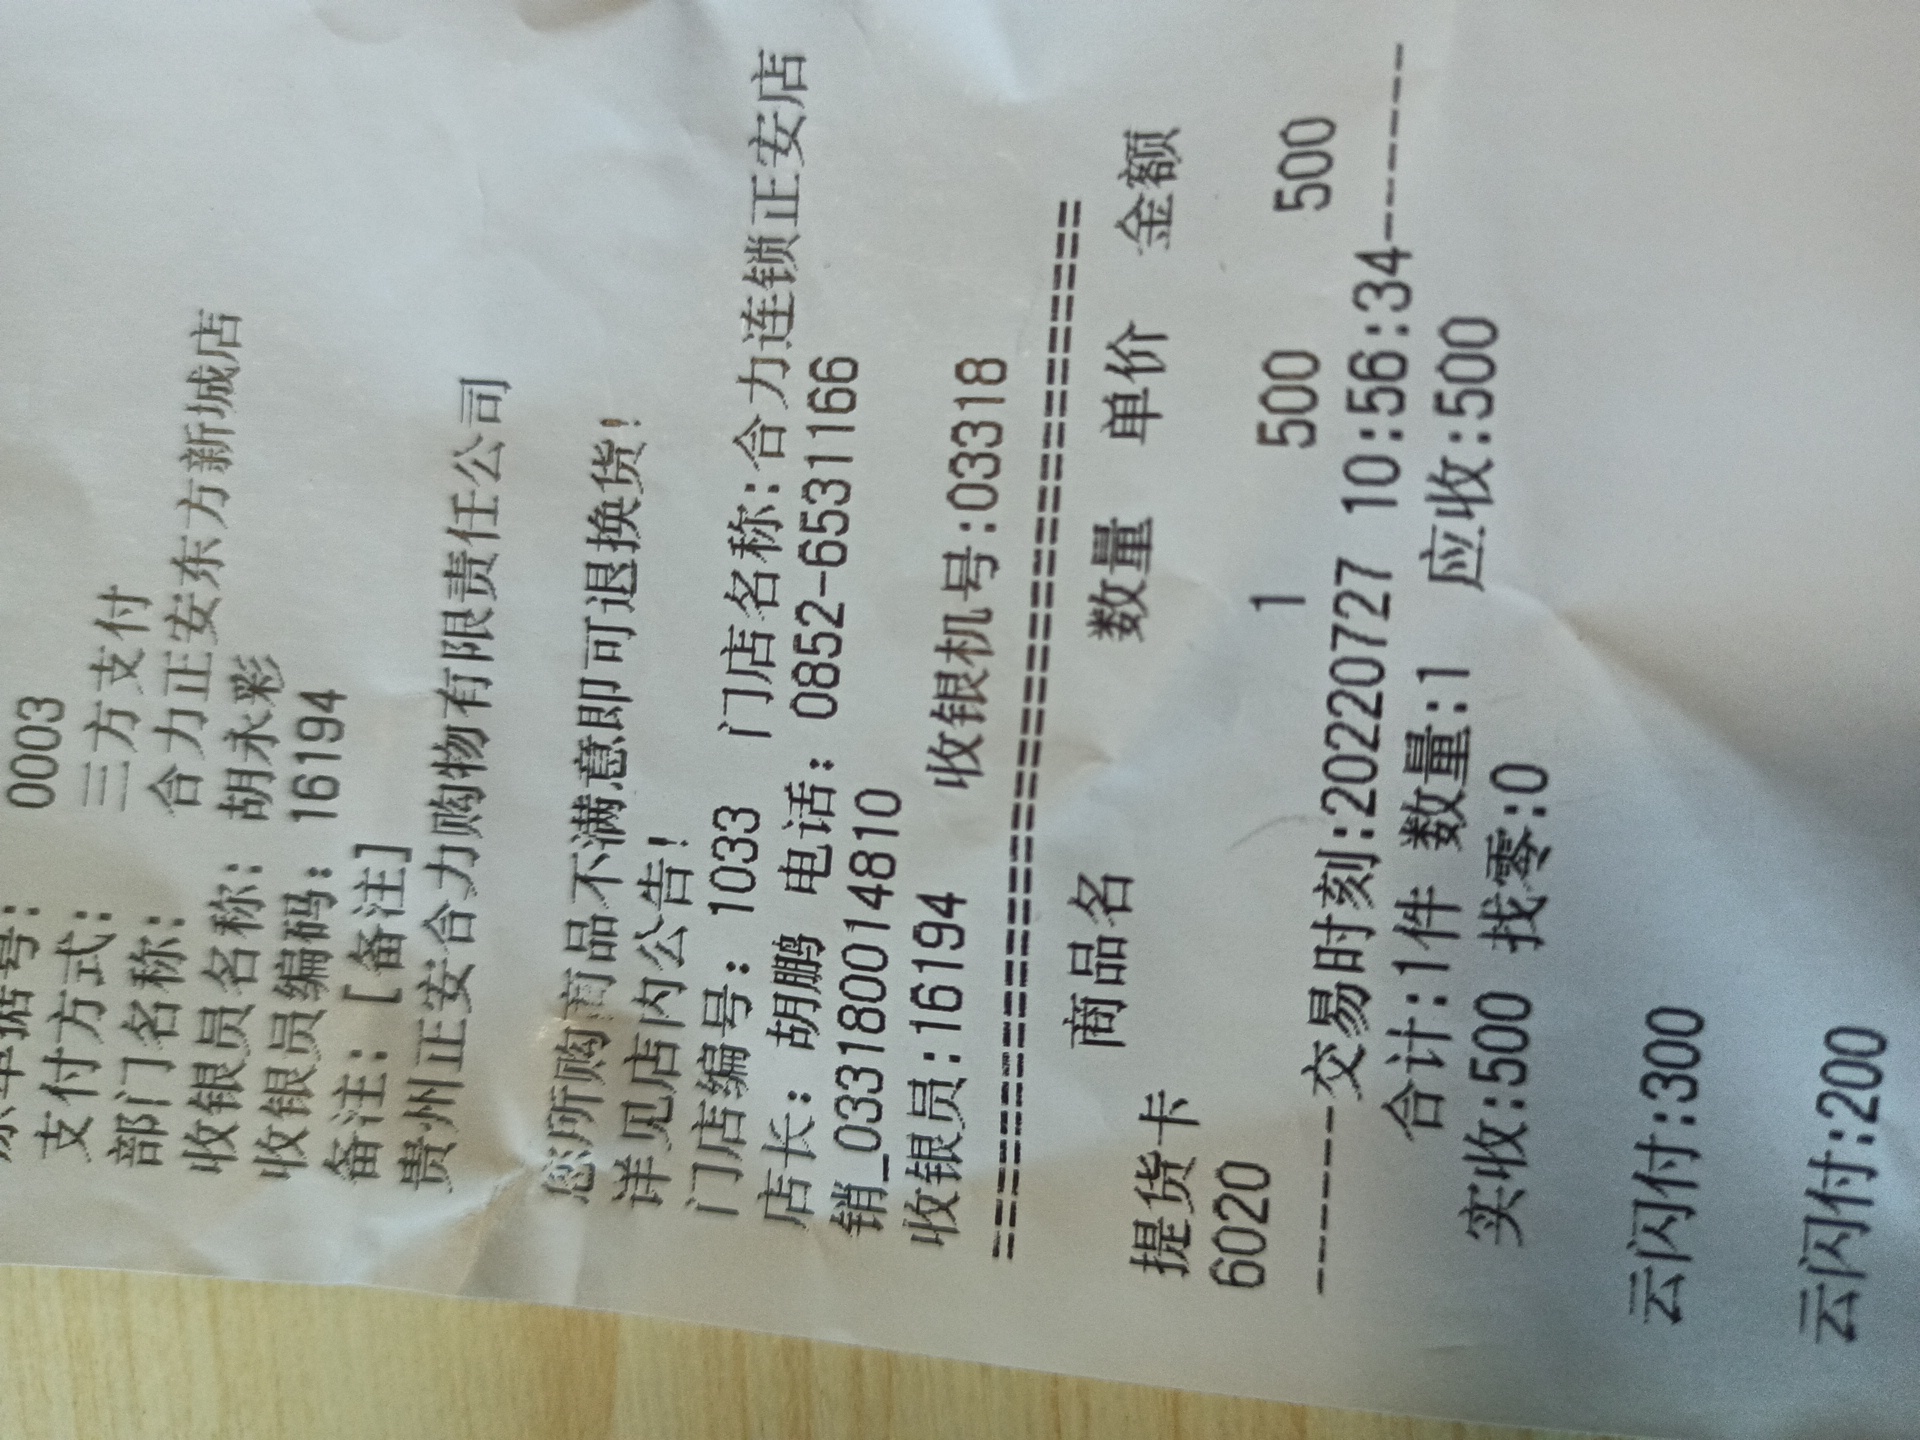 票单据号: 0003
支付方式: 三方支付
部门名称: 合力正安东方新城店
收银员名称: 胡永彩
收银员编码: 16194
备注: [备注]
贵州正安合力购物有限责任公司
您所购商品不满意即可退换货!
详见店内公告!
门店编号: 1033 门店名称:合力连锁正安店
店长: 胡鹏 电话: 0852-6531166
销_0331800014810
收银员:16194 收银机号:03318
==========================================
商品名 数量 单价 金额
提货卡
6020 1 500 500
------交易时刻:20220727 10:56:34--------
合计:1件 数量:1 应收:500
实收:500 找零:0
云闪付:300
云闪付:200